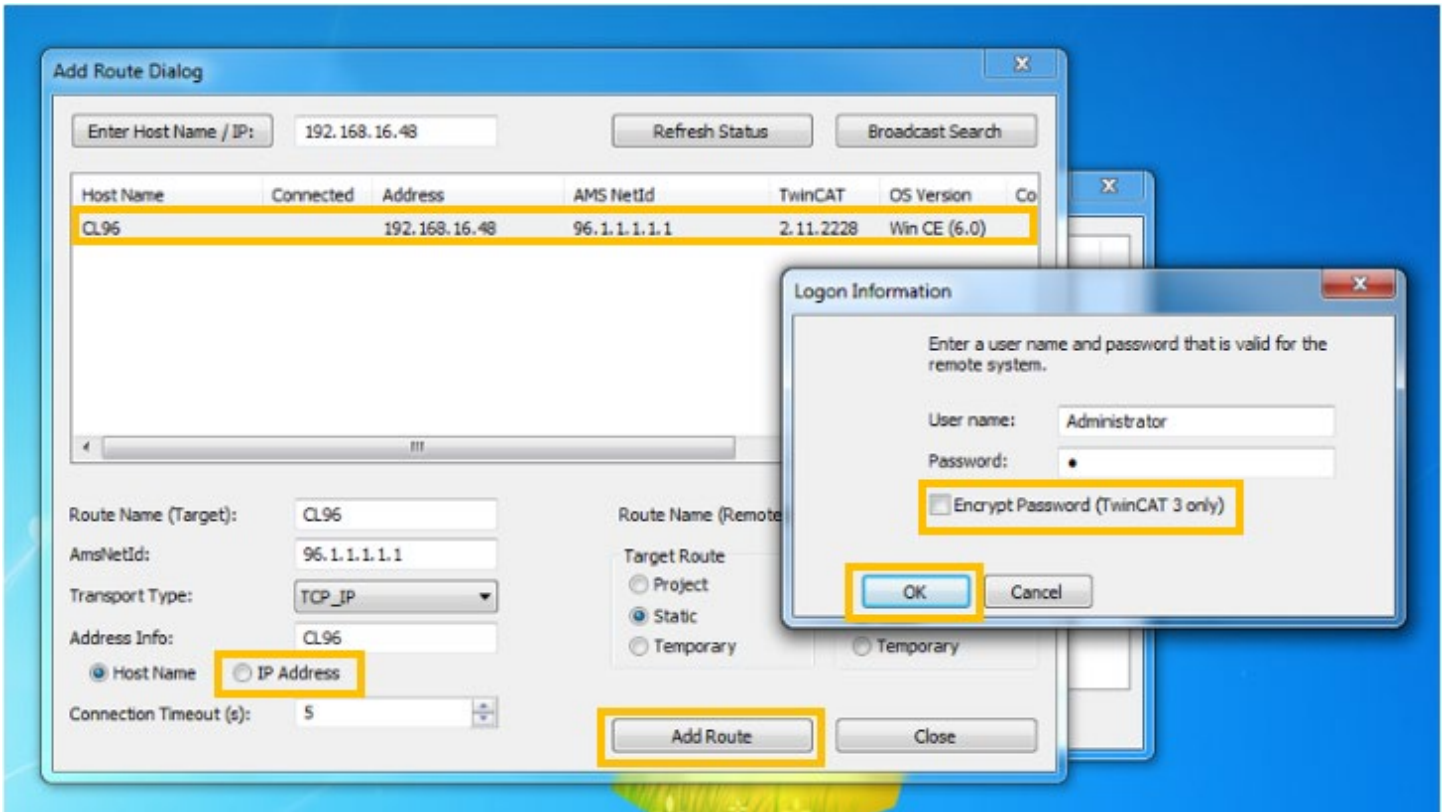 Add Route Dialog
Enter Host Name / IP: 192.168.16.48 Refresh Status Broadcast Search
Host Name Connected Address AMS NetId TwinCAT OS Version Co
CL96 192.168.16.48 96.1.1.1.1.1 2.11.2228 Win CE (6.0)
Logon Information
Enter a user name and password that is valid for the
remote system.
User name: Administrator
Password: •
Encrypt Password (TwinCAT 3 only)
OK Cancel
Route Name (Target): CL96 Route Name (Remote
AmsNetId: 96.1.1.1.1.1 Target Route
Transport Type: TCP_IP Project
Static
Address Info: CL96
Temporary Temporary
Host Name IP Address
Connection Timeout (s): 5
Add Route Close